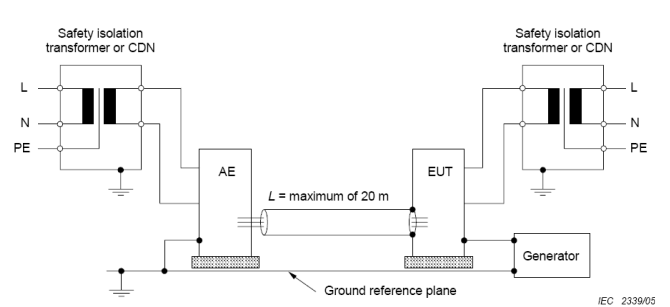 Safety isolation
transformer or CDN
Safety isolation
transformer or CDN
L
N
PE
L
N
PE
AE
EUT
L = maximum of 20 m
Generator
Ground reference plane
IEC 2339/05